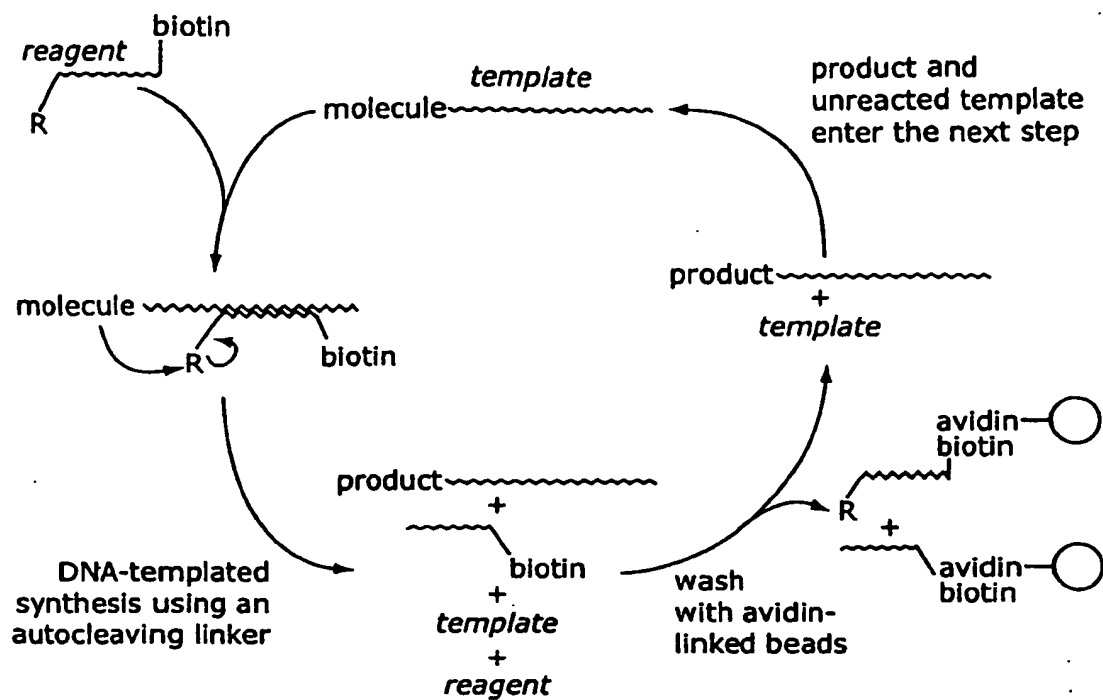 biotin
reagent
R
template
molecule
product and
unreacted template
enter the next step
molecule
R
biotin
product
+
template
product
+
biotin
+
template
+
reagent
DNA-templated
synthesis using an
autocleaving linker
wash
with avidin-
linked beads
avidin
biotin
R
+
avidin
biotin